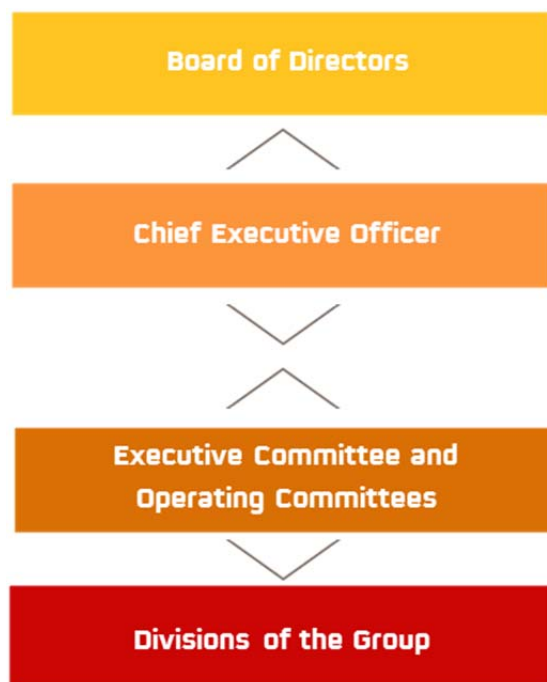 Board of Directors
Chief Executive Officer
Executive Committee and
Operating Committees
Divisions of the Group